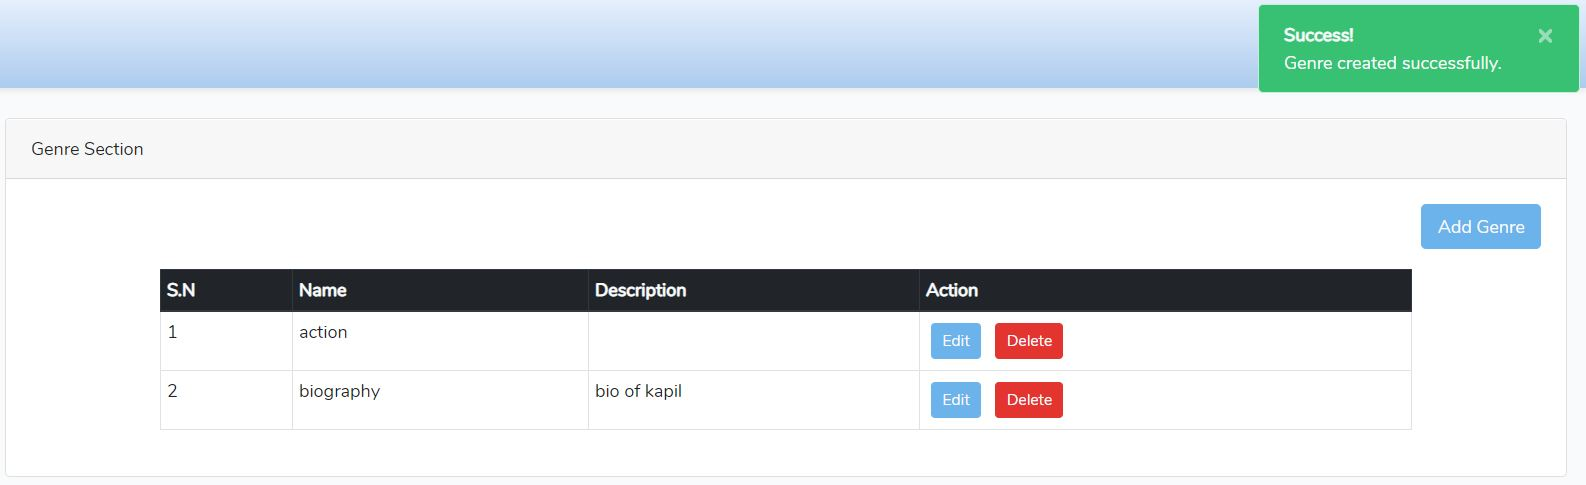 Success!
Genre created successfully.
Genre Section
Add Genre
S.N Name Description Action
1 action Edit Delete
2 biography bio of kapil Edit Delete